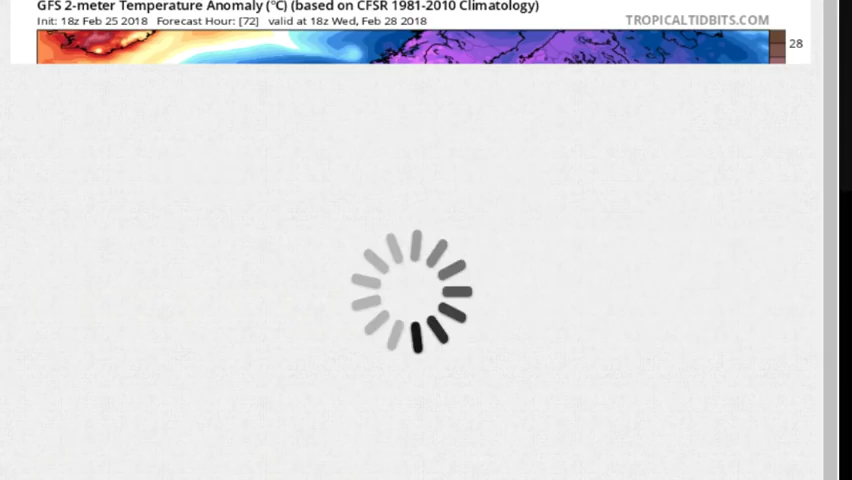 GFS 2-meter Temperature Anomaly (°C) (based on CFSR 1981-2010 Climatology)
Init: 18z Feb 25 2018 Forecast Hour: [72] valid at 18z Wed, Feb 28 2018 TROPICALTIDBITS.COM
28